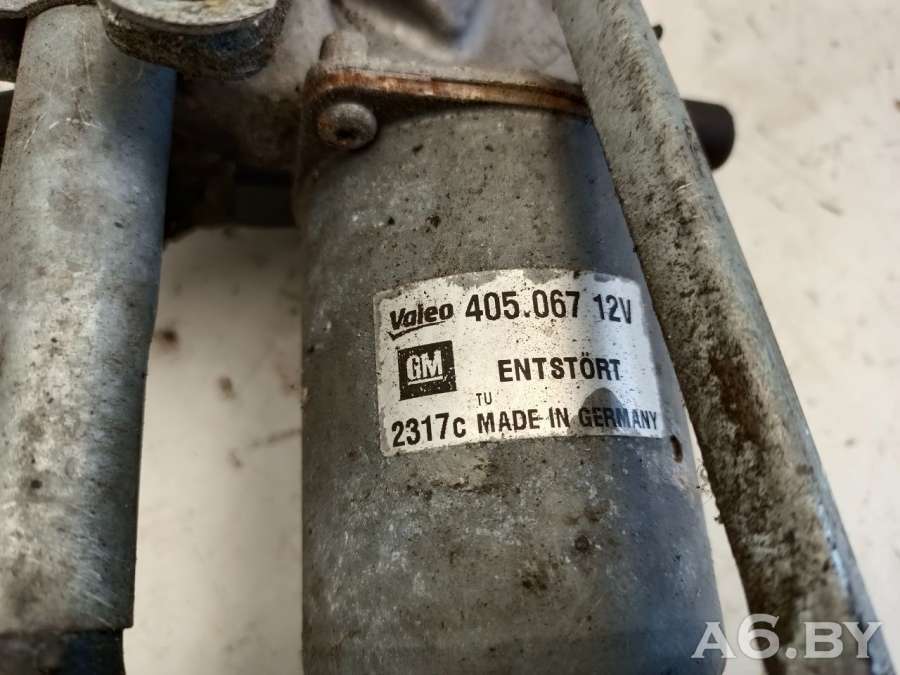 Valeo 405.067 12V
GM ENTSTÖRT
TU
2317c MADE IN GERMANY
A6.BY